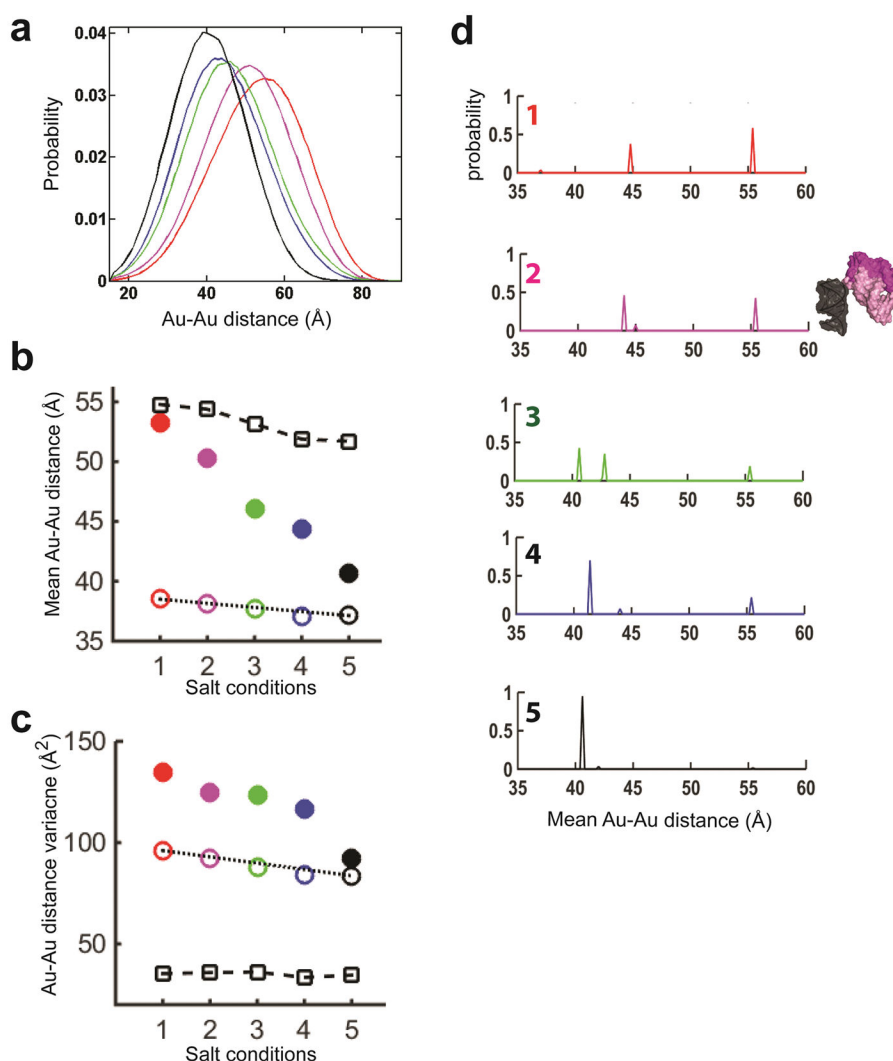 a
Probability
0.04
0.03
0.02
0.01
0
20 40 60 80
Au-Au distance (Å)
b
Mean Au-Au distance (Å)
55
50
45
40
35
1 2 3 4 5
Salt conditions
c
Au-Au distance variacne (Å²)
150
100
50
1 2 3 4 5
Salt conditions
d
probability
1
0.5
0
1
35 40 45 50 55 60
1
0.5
0
2
35 40 45 50 55 60
1
0.5
0
3
35 40 45 50 55 60
1
0.5
0
4
35 40 45 50 55 60
1
0.5
0
5
35 40 45 50 55 60
Mean Au-Au distance (Å)